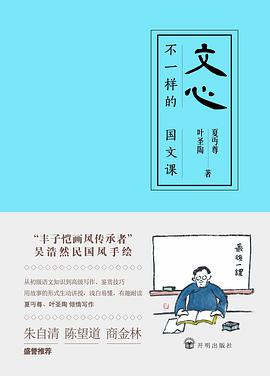 文心
不一样的 国文课
夏丏尊
叶圣陶
著
“丰子恺画风传承者”
吴浩然民国风手绘
从初级语文知识到高级写作、鉴赏技巧
用故事的形式生动讲授，浅白易懂，有趣耐读
夏丏尊、叶圣陶 倾情写作
朱自清 陈望道 商金林
盛誉推荐
最後一課
开明出版社